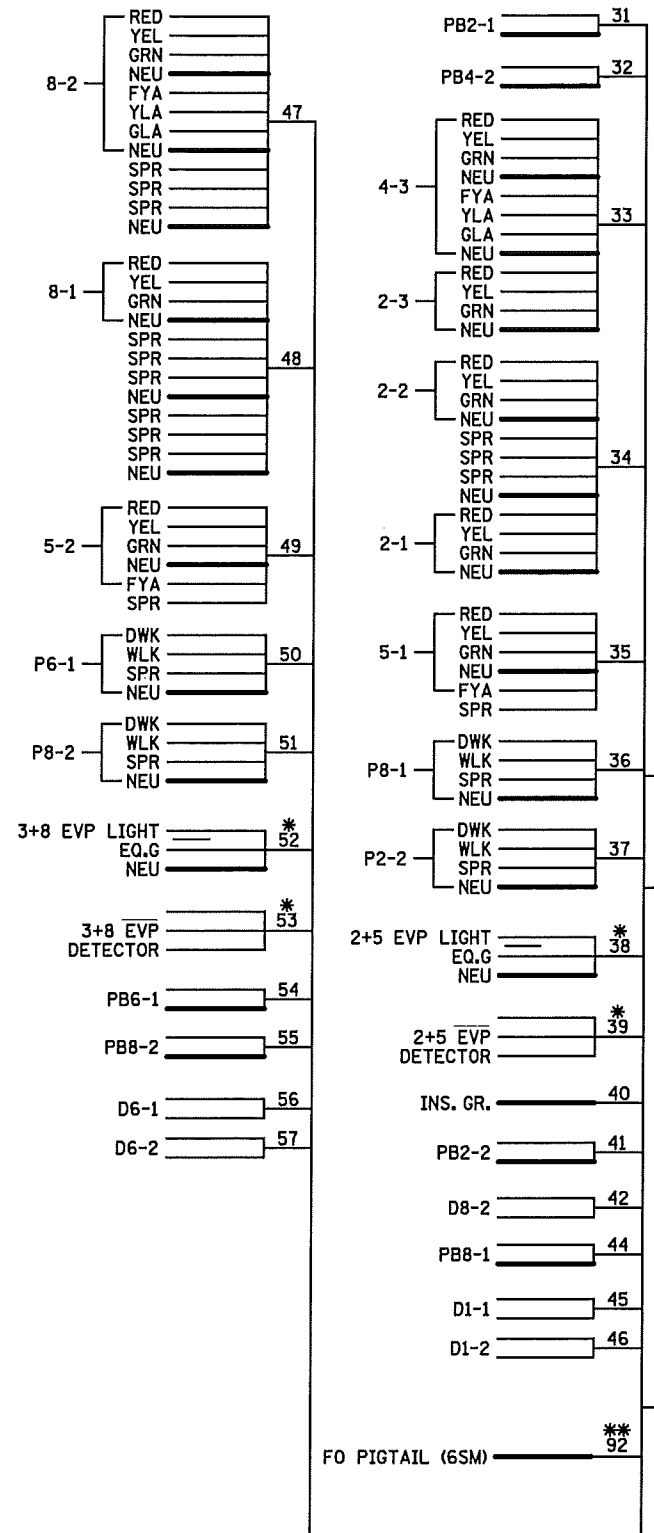 RED
YEL
GRN
NEU
8-2
FYA
YLA
GLA
NEU
SPR
SPR
SPR
NEU
47
RED
YEL
8-1
GRN
NEU
SPR
SPR
SPR
NEU
SPR
SPR
SPR
NEU
48
RED
YEL
5-2
GRN
NEU
FYA
SPR
49
DWK
P6-1
WLK
SPR
NEU
50
DWK
P8-2
WLK
SPR
NEU
51
3+8 EVP LIGHT
EQ.G
NEU
*
52
3+8 EVP
DETECTOR
*
53
PB6-1
54
PB8-2
55
D6-1
56
D6-2
57
PB2-1
31
PB4-2
32
RED
YEL
GRN
NEU
4-3
FYA
YLA
GLA
NEU
33
RED
2-3
YEL
GRN
NEU
RED
2-2
YEL
GRN
NEU
SPR
SPR
SPR
NEU
34
RED
2-1
YEL
GRN
NEU
RED
YEL
5-1
GRN
NEU
FYA
SPR
35
DWK
P8-1
WLK
SPR
NEU
36
DWK
P2-2
WLK
SPR
NEU
37
2+5 EVP LIGHT
EQ.G
NEU
*
38
2+5 EVP
DETECTOR
*
39
INS. GR.
40
PB2-2
41
D8-2
42
PB8-1
44
D1-1
45
D1-2
46
FO PIGTAIL (6SM)
**
92